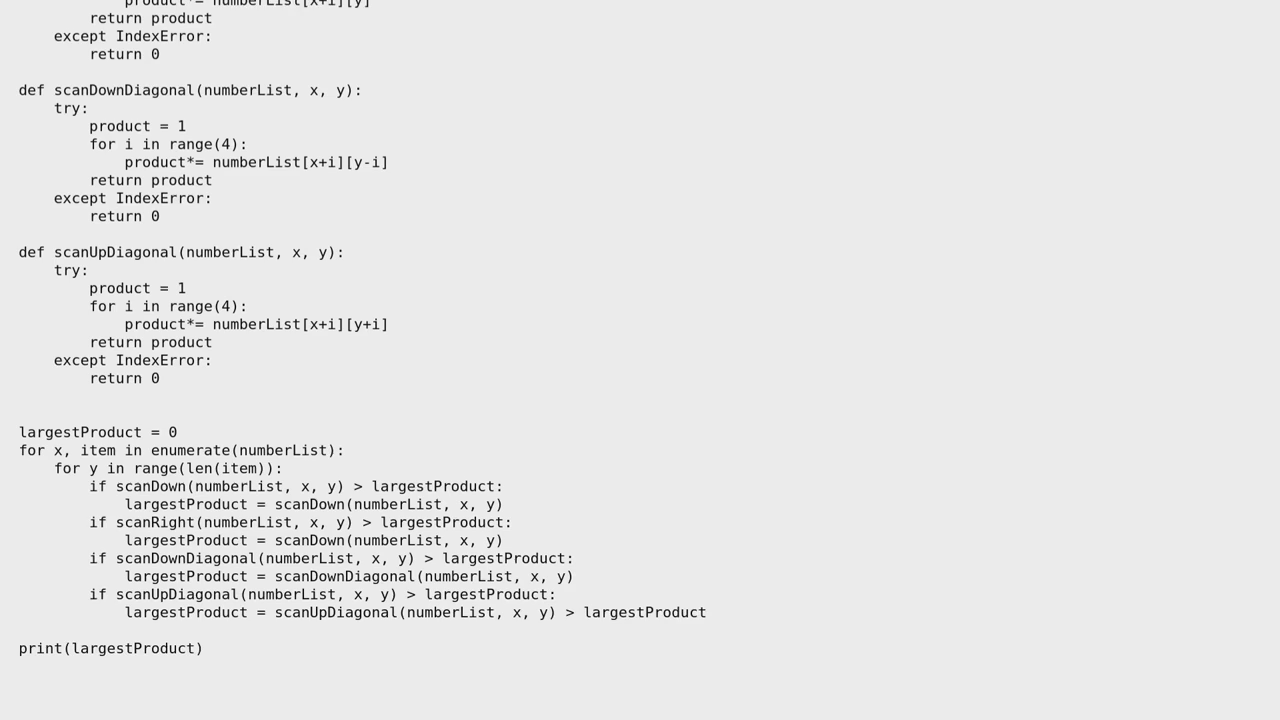 product*= numberList[x+i][y]
        return product
    except IndexError:
        return 0

def scanDownDiagonal(numberList, x, y):
    try:
        product = 1
        for i in range(4):
            product*= numberList[x+i][y-i]
        return product
    except IndexError:
        return 0

def scanUpDiagonal(numberList, x, y):
    try:
        product = 1
        for i in range(4):
            product*= numberList[x+i][y+i]
        return product
    except IndexError:
        return 0


largestProduct = 0
for x, item in enumerate(numberList):
    for y in range(len(item)):
        if scanDown(numberList, x, y) > largestProduct:
            largestProduct = scanDown(numberList, x, y)
        if scanRight(numberList, x, y) > largestProduct:
            largestProduct = scanDown(numberList, x, y)
        if scanDownDiagonal(numberList, x, y) > largestProduct:
            largestProduct = scanDownDiagonal(numberList, x, y)
        if scanUpDiagonal(numberList, x, y) > largestProduct:
            largestProduct = scanUpDiagonal(numberList, x, y) > largestProduct

print(largestProduct)